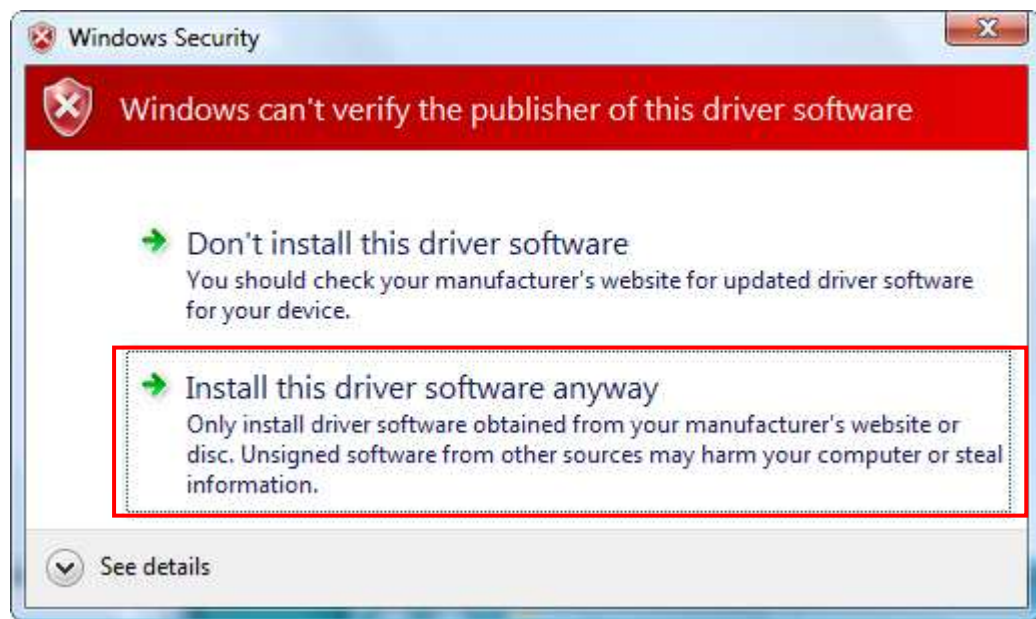 Windows Security
Windows can't verify the publisher of this driver software
Don't install this driver software
You should check your manufacturer's website for updated driver software
for your device.
Install this driver software anyway
Only install driver software obtained from your manufacturer's website or
disc. Unsigned software from other sources may harm your computer or steal
information.
See details